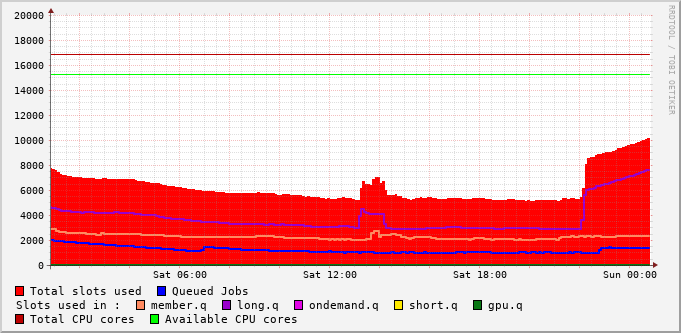 20000
18000
16000
14000
12000
10000
8000
6000
4000
2000
0
Sat 06:00 Sat 12:00 Sat 18:00 Sun 00:00
Total slots used Queued Jobs
Slots used in : member.q long.q ondemand.q short.q gpu.q
Total CPU cores Available CPU cores
RRDTOOL / TOBI OETIKER